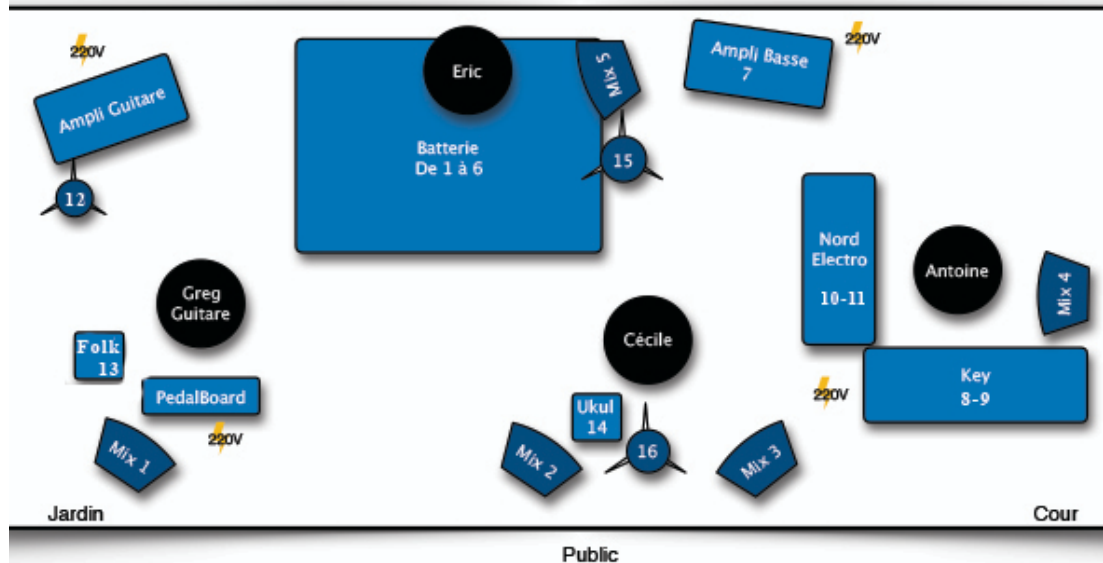 220V
Ampli Guitare
12
Eric
Batterie
De 1 à 6
Mix 5
15
Ampli Basse
7
220V
Nord
Electro
10-11
Antoine
Mix 4
Greg
Guitare
Folk
13
PedalBoard
220V
Mix 1
Cécile
Ukul
14
16
Mix 2
Mix 3
220V
Key
8-9
Jardin
Cour
Public